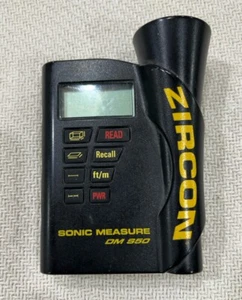 READ
Recall
ft/m
PWR
ZIRCON
SONIC MEASURE
DM S50